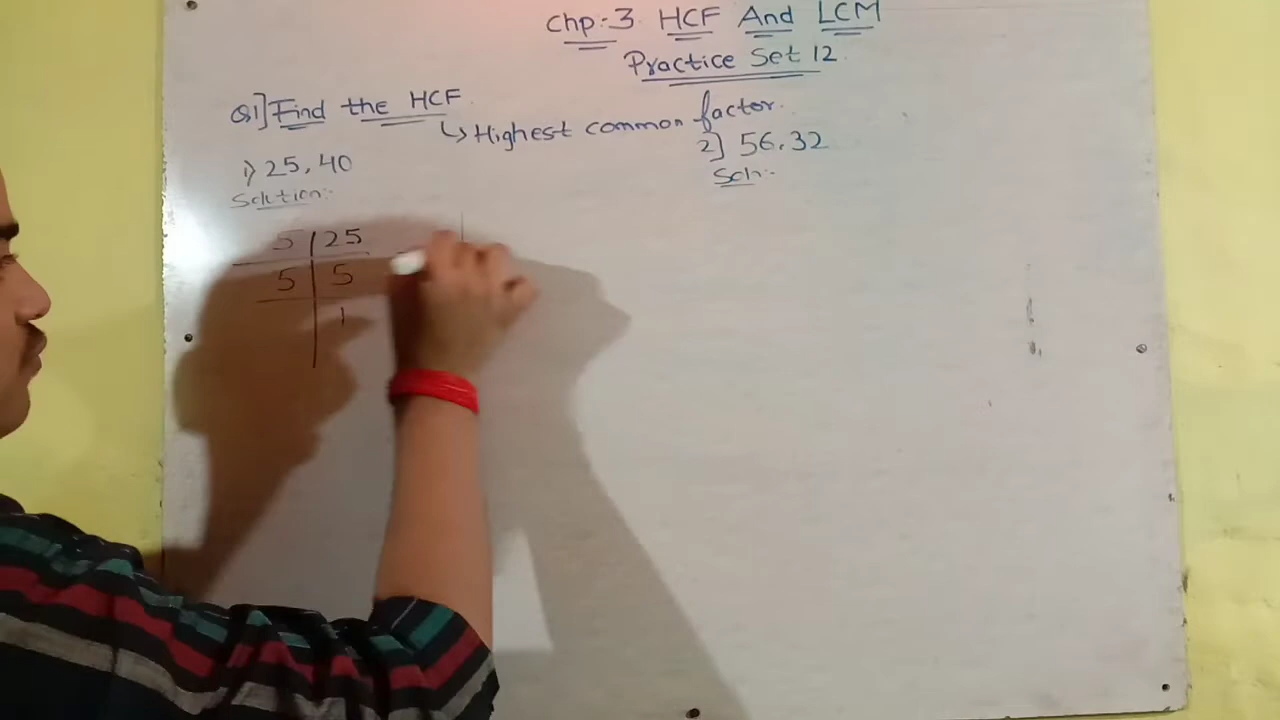 Chp:-3 HCF And LCM
Practice Set 12
Q1] Find the HCF
↳ Highest common factor.
1) 25, 40
Solution:-
5 | 25
5 | 5
| 1
2] 56, 32
Soln:-